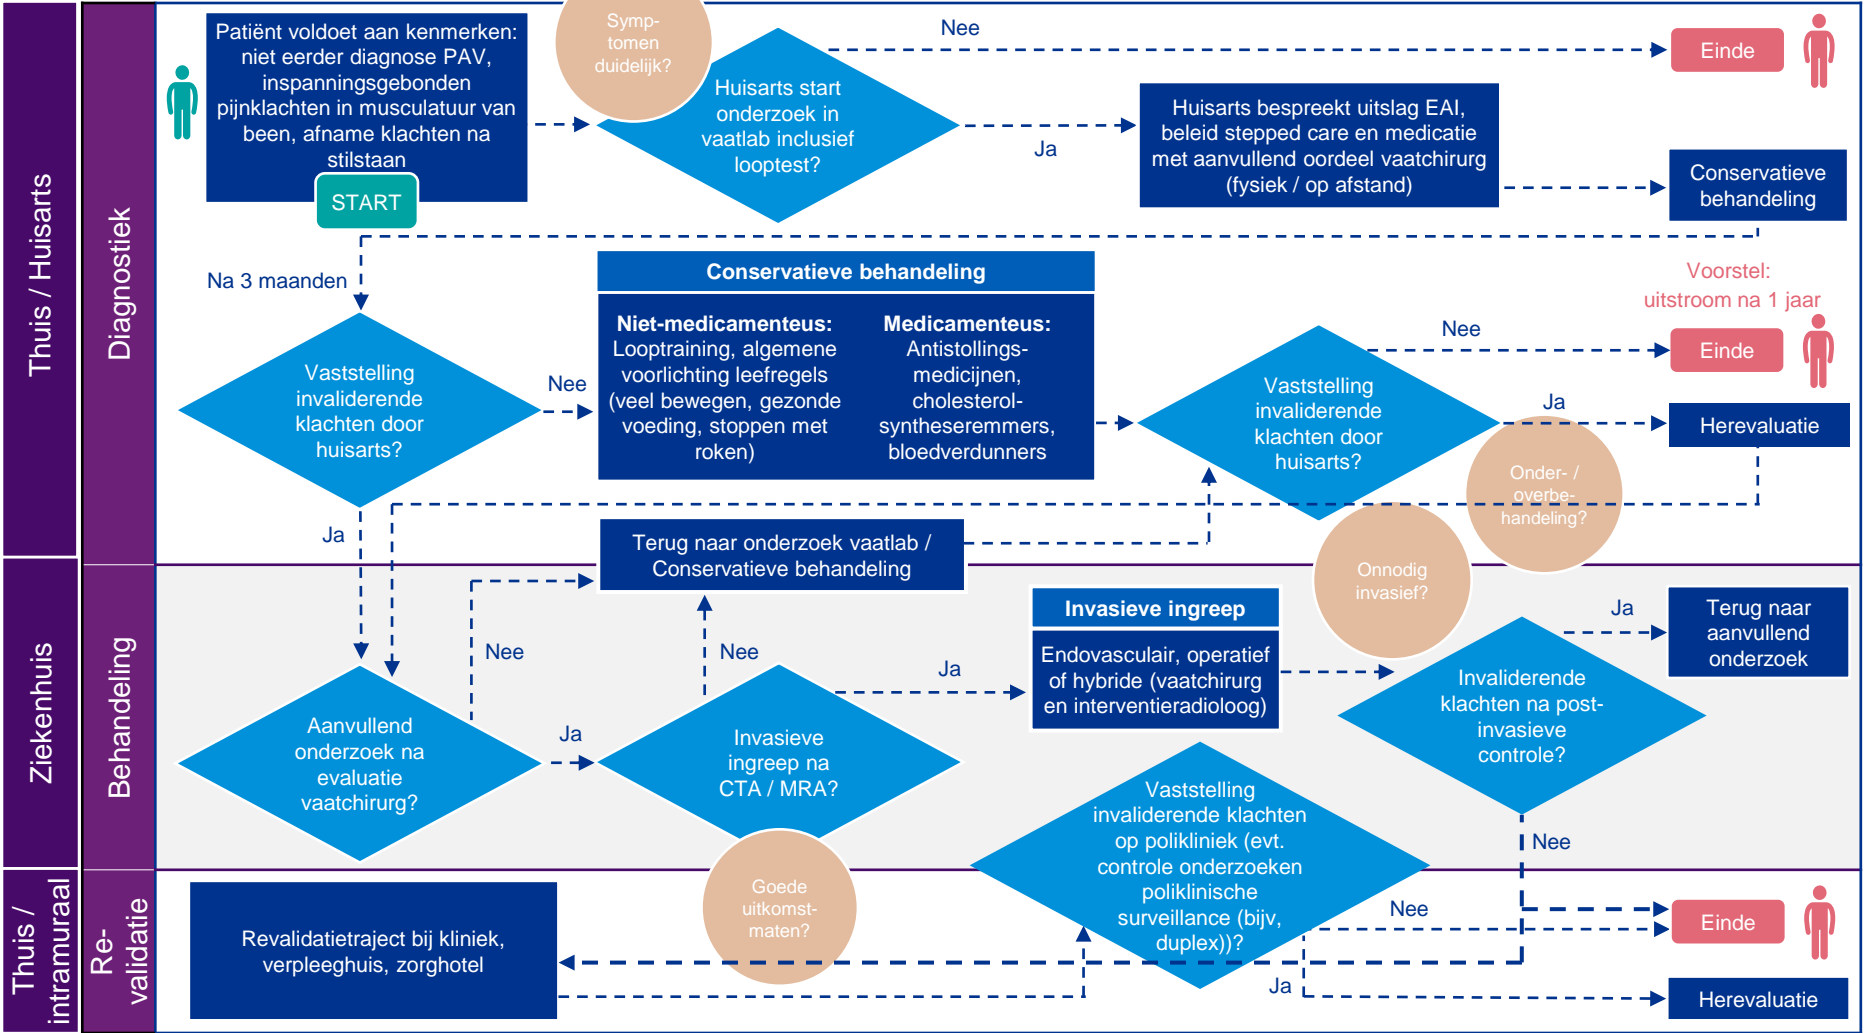 Thuis / Huisarts
Diagnostiek
Patiënt voldoet aan kenmerken:
niet eerder diagnose PAV,
inspanningsgebonden
pijnklachten in musculatuur van
been, afname klachten na
stilstaan
START
Symp-
tomen
duidelijk?
Huisarts start
onderzoek in
vaatlab inclusief
looptest?
Nee
Einde
Ja
Huisarts bespreekt uitslag EAI,
beleid stepped care en medicatie
met aanvullend oordeel vaatchirurg
(fysiek / op afstand)
Conservatieve
behandeling
Na 3 maanden
Vaststelling
invaliderende
klachten door
huisarts?
Nee
Ja
Conservatieve behandeling
Niet-medicamenteus:
Looptraining, algemene
voorlichting leefregels
(veel bewegen, gezonde
voeding, stoppen met
roken)
Medicamenteus:
Antistollings-
medicijnen,
cholesterol-
syntheseremmers,
bloedverdunners
Vaststelling
invaliderende
klachten door
huisarts?
Nee
Voorstel:
uitstroom na 1 jaar
Einde
Ja
Herevaluatie
Onder- /
overbe-
handeling?
Terug naar onderzoek vaatlab /
Conservatieve behandeling
Onnodig
invasief?
Ziekenhuis
Behandeling
Aanvullend
onderzoek na
evaluatie
vaatchirurg?
Nee
Ja
Invasieve
ingreep na
CTA / MRA?
Nee
Ja
Invasieve ingreep
Endovasculair, operatief
of hybride (vaatchirurg
en interventieradioloog)
Invaliderende
klachten na post-
invasieve
controle?
Ja
Terug naar
aanvullend
onderzoek
Nee
Thuis /
intramuraal
Re-
validatie
Revalidatietraject bij kliniek,
verpleeghuis, zorghotel
Goede
uitkomst-
maten?
Vaststelling
invaliderende klachten
op polikliniek (evt.
controle onderzoeken
poliklinische
surveillance (bijv,
duplex))?
Nee
Einde
Ja
Herevaluatie